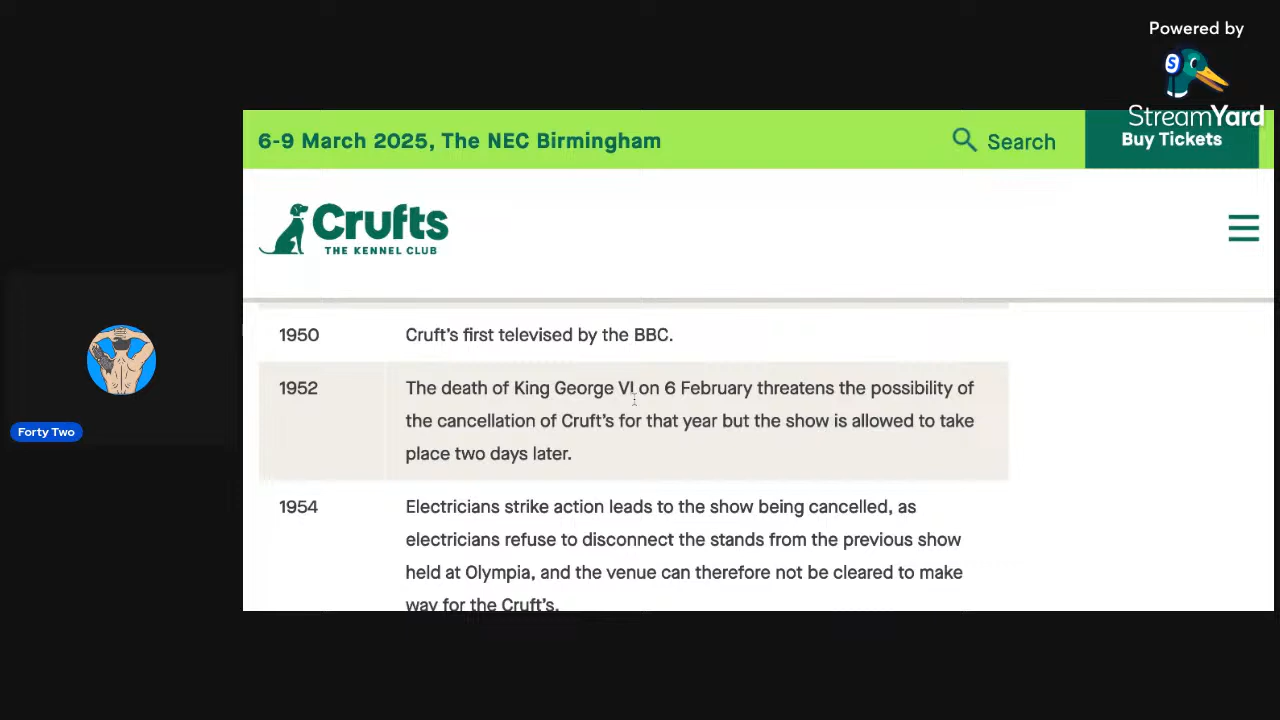 Powered by
S
StreamYard
6-9 March 2025, The NEC Birmingham
Search
Buy Tickets
Crufts
THE KENNEL CLUB
1950
Cruft's first televised by the BBC.
1952
The death of King George VI on 6 February threatens the possibility of
the cancellation of Cruft's for that year but the show is allowed to take
place two days later.
1954
Electricians strike action leads to the show being cancelled, as
electricians refuse to disconnect the stands from the previous show
held at Olympia, and the venue can therefore not be cleared to make
way for the Cruft's.
Forty Two